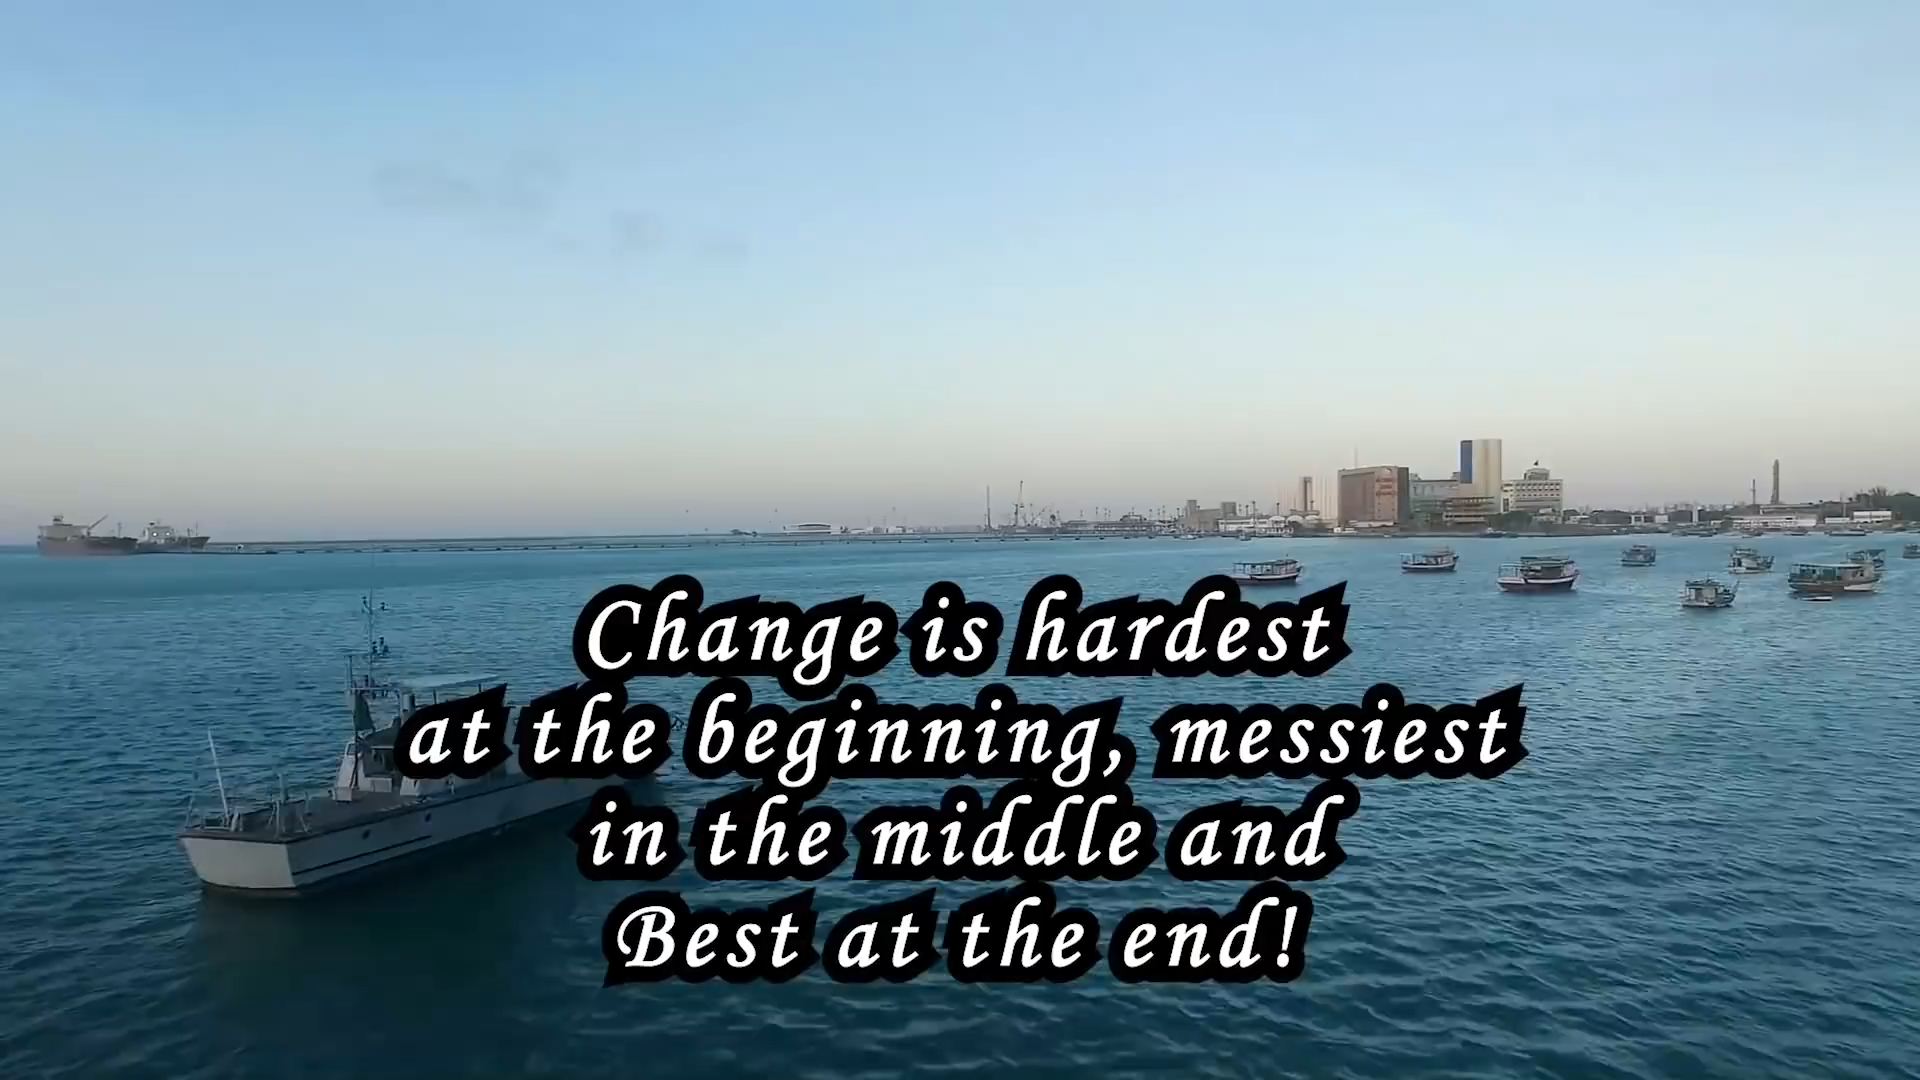 Change is hardest
at the beginning, messiest
in the middle and
Best at the end!